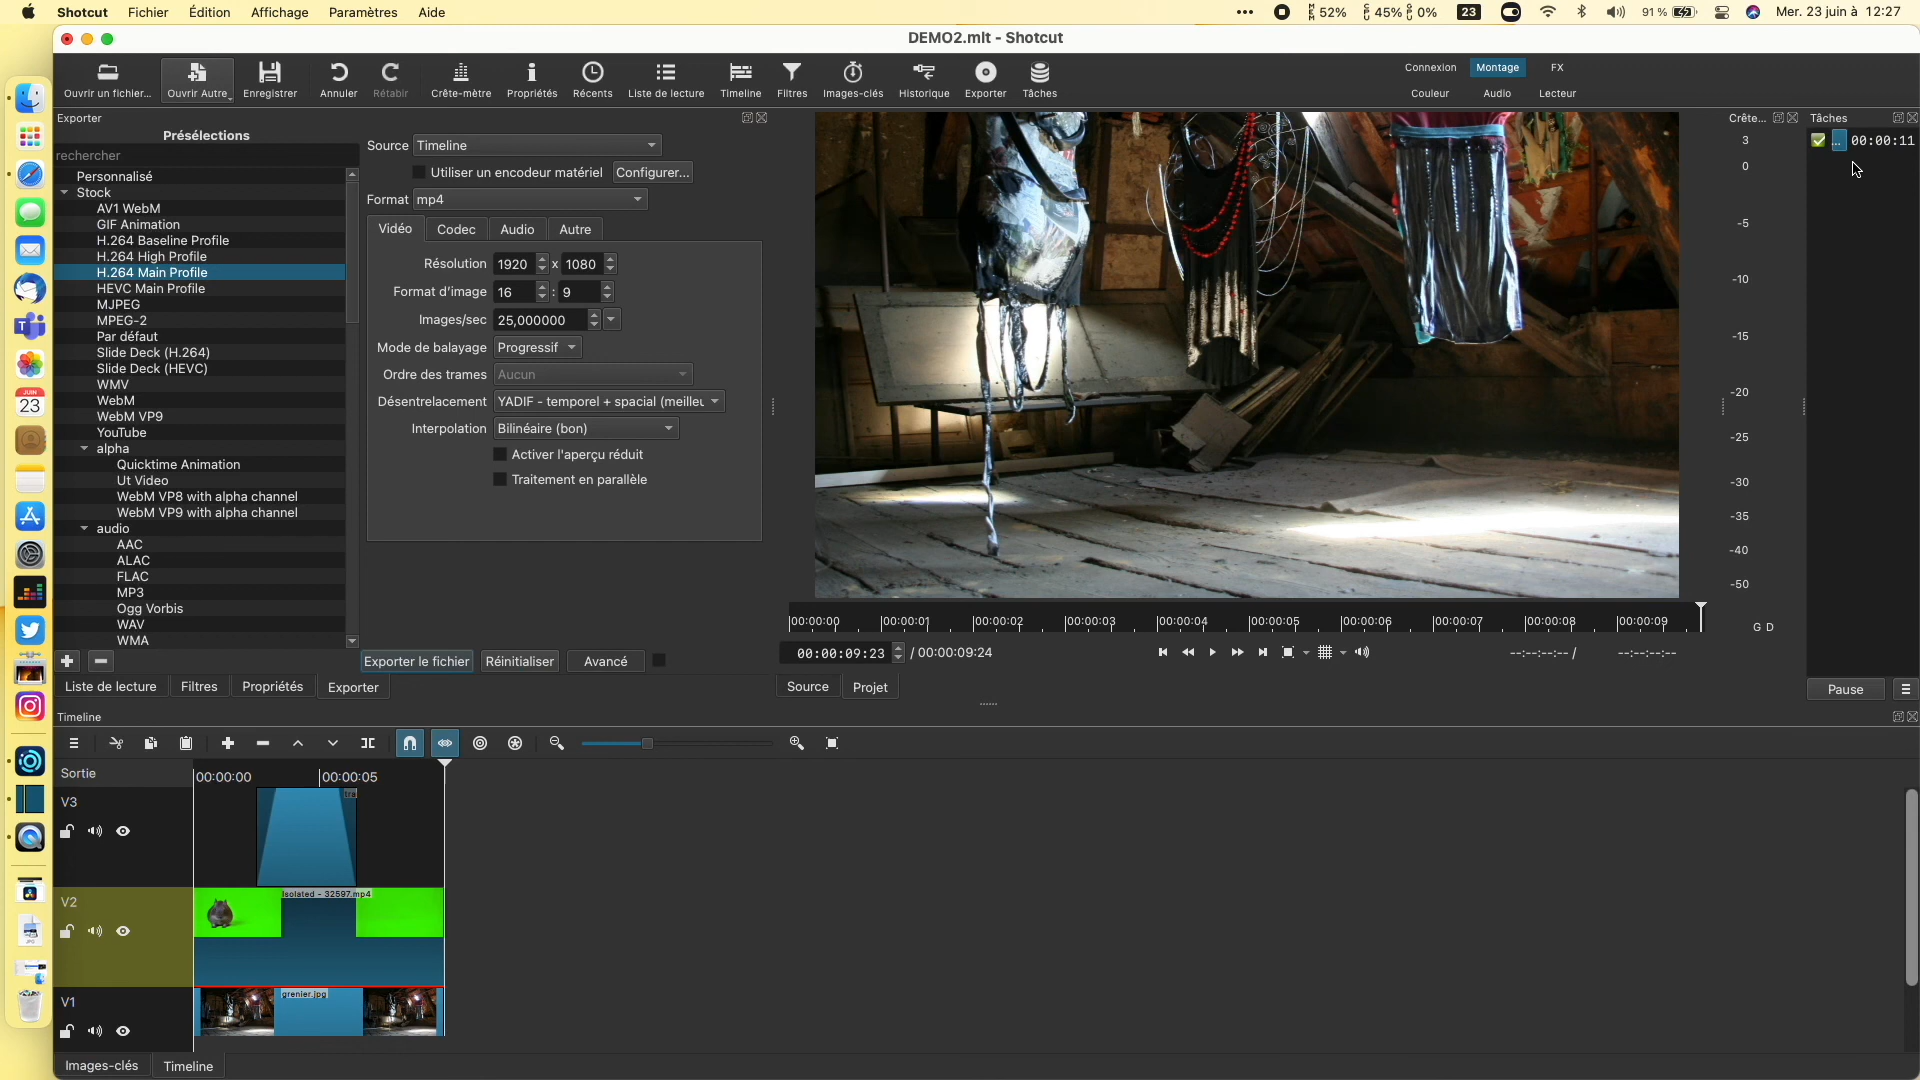 Shotcut Fichier Édition Affichage Paramètres Aide
52% 45% 0% 23 91 % Mer. 23 juin à 12:27
DEMO2.mlt - Shotcut
Ouvrir un fichier... Ouvrir Autre Enregistrer Annuler Rétablir Crête-mètre Propriétés Récents Liste de lecture Timeline Filtres Images-clés Historique Exporter Tâches
Connexion Montage FX
Couleur Audio Lecteur
Exporter
Présélections
rechercher
Personnalisé
Stock
AV1 WebM
GIF Animation
H.264 Baseline Profile
H.264 High Profile
H.264 Main Profile
HEVC Main Profile
MJPEG
MPEG-2
Par défaut
Slide Deck (H.264)
Slide Deck (HEVC)
WMV
WebM
WebM VP9
YouTube
alpha
Quicktime Animation
Ut Video
WebM VP8 with alpha channel
WebM VP9 with alpha channel
audio
AAC
ALAC
FLAC
MP3
Ogg Vorbis
WAV
WMA
Source Timeline
Utiliser un encodeur matériel Configurer...
Format mp4
Vidéo Codec Audio Autre
Résolution 1920 x 1080
Format d'image 16 : 9
Images/sec 25,000000
Mode de balayage Progressif
Ordre des trames Aucun
Désentrelacement YADIF - temporel + spacial (meilleu
Interpolation Bilinéaire (bon)
Activer l'aperçu réduit
Traitement en parallèle
Exporter le fichier Réinitialiser Avancé
Liste de lecture Filtres Propriétés Exporter
00:00:00 00:00:01 00:00:02 00:00:03 00:00:04 00:00:05 00:00:06 00:00:07 00:00:08 00:00:09
00:00:09:23 / 00:00:09:24 --:--:--:-- / --:--:--:--
Source Projet
Crête...
3
0
-5
-10
-15
-20
-25
-30
-35
-40
-50
G D
Tâches
... 00:00:11
Pause
JUIN
23
Timeline
Sortie
00:00:00 00:00:05
V3
tra
V2
Isolated - 32597.mp4
V1
grenier.jpg
Images-clés Timeline